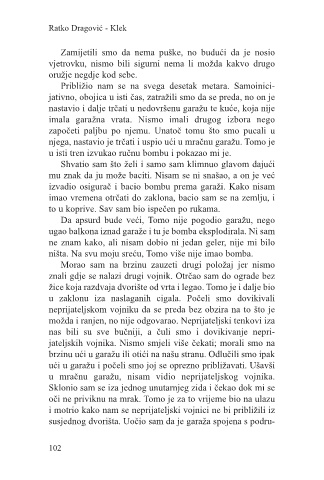 Ratko Dragović - Klek
Zamijetili smo da nema puške, no budući da je nosio
vjetrovku, nismo bili sigurni nema li možda kakvo drugo
oružje negdje kod sebe.
Približio nam se na svega desetak metara. Samoinici-
jativno, obojica u isti čas, zatražili smo da se preda, no on je
nastavio i dalje trčati u nedovršenu garažu te kuće, koja nije
imala garažna vrata. Nismo imali drugog izbora nego
započeti paljbu po njemu. Unatoč tomu što smo pucali u
njega, nastavio je trčati i uspio ući u mračnu garažu. Tomo je
u isti tren izvukao ručnu bombu i pokazao mi je.
Shvatio sam što želi i samo sam klimnuo glavom dajući
mu znak da ju može baciti. Nisam se ni snašao, a on je već
izvadio osigurač i bacio bombu prema garaži. Kako nisam
imao vremena otrčati do zaklona, bacio sam se na zemlju, i
to u koprive. Sav sam bio ispečen po rukama.
Da apsurd bude veći, Tomo nije pogodio garažu, nego
ugao balkona iznad garaže i tu je bomba eksplodirala. Ni sam
ne znam kako, ali nisam dobio ni jedan geler, nije mi bilo
ništa. Na svu moju sreću, Tomo više nije imao bombi.
Morao sam na brzinu zauzeti drugi položaj jer nismo
znali gdje se nalazi drugi vojnik. Otrčao sam do ograde bez
žice koja razdvaja dvorište od vrta i legao. Tomo je i dalje bio
u zaklonu iza naslaganih cigala. Počeli smo dovikivali
neprijateljskom vojniku da se preda bez obzira na to što je
možda i ranjen, no nije odgovarao. Neprijateljski tenkovi iza
nas bili su sve bučniji, a čuli smo i dovikivanje nepri-
jateljskih vojnika. Nismo smjeli više čekati; morali smo na
brzinu ući u garažu ili otići na našu stranu. Odlučili smo ipak
ući u garažu i počeli smo joj se oprezno približavati. Ušavši
u mračnu garažu, nisam vidio neprijateljskog vojnika.
Sklonio sam se iza jednog unutarnjeg zida i čekao dok mi se
oči ne priviknu na mrak. Tomo je za to vrijeme bio na ulazu
i motrio kako nam se neprijateljski vojnici ne bi približili iz
susjednog dvorišta. Uočio sam da je garaža spojena s podru-
102